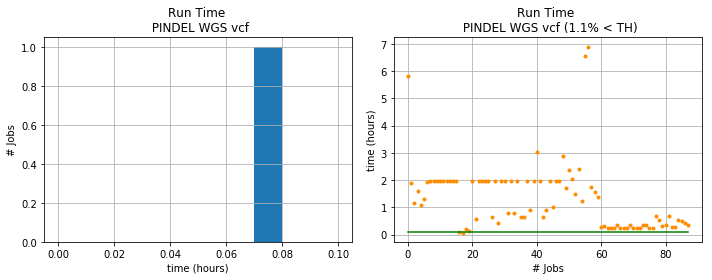 Run Time
PINDEL WGS vcf
1.0
0.8
0.6
0.4
0.2
0.0
# Jobs
0.00 0.02 0.04 0.06 0.08 0.10
time (hours)
Run Time
PINDEL WGS vcf (1.1% < TH)
7
6
5
4
3
2
1
0
time (hours)
0 20 40 60 80
# Jobs